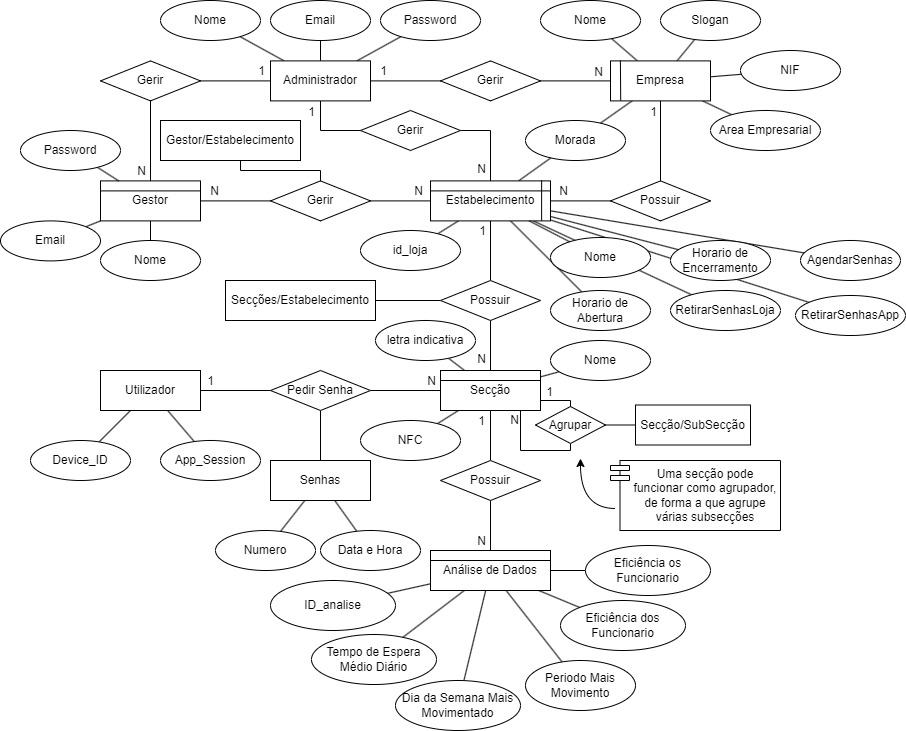 Nome
Email
Password
Nome
Slogan
Gerir
1
Administrador
1
Gerir
N
Empresa
NIF
1
1
Gestor/Estabelecimento
Gerir
Morada
Area Empresarial
Password
N
N
Gestor
N
Gerir
N
Estabelecimento
N
Possuir
Email
Nome
id_loja
1
Nome
Horario de
Encerramento
AgendarSenhas
Secções/Estabelecimento
Possuir
Horario de
Abertura
RetirarSenhasLoja
RetirarSenhasApp
letra indicativa
N
Nome
Utilizador
1
Pedir Senha
N
Secção
1
NFC
1
N
Agrupar
Secção/SubSecção
Device_ID
App_Session
Senhas
Possuir
Uma secção pode
funcionar como agrupador,
de forma a que agrupe
várias subsecções
Numero
Data e Hora
N
Análise de Dados
Eficiência os
Funcionario
ID_analise
Eficiência dos
Funcionario
Tempo de Espera
Médio Diário
Dia da Semana Mais
Movimentado
Periodo Mais
Movimento